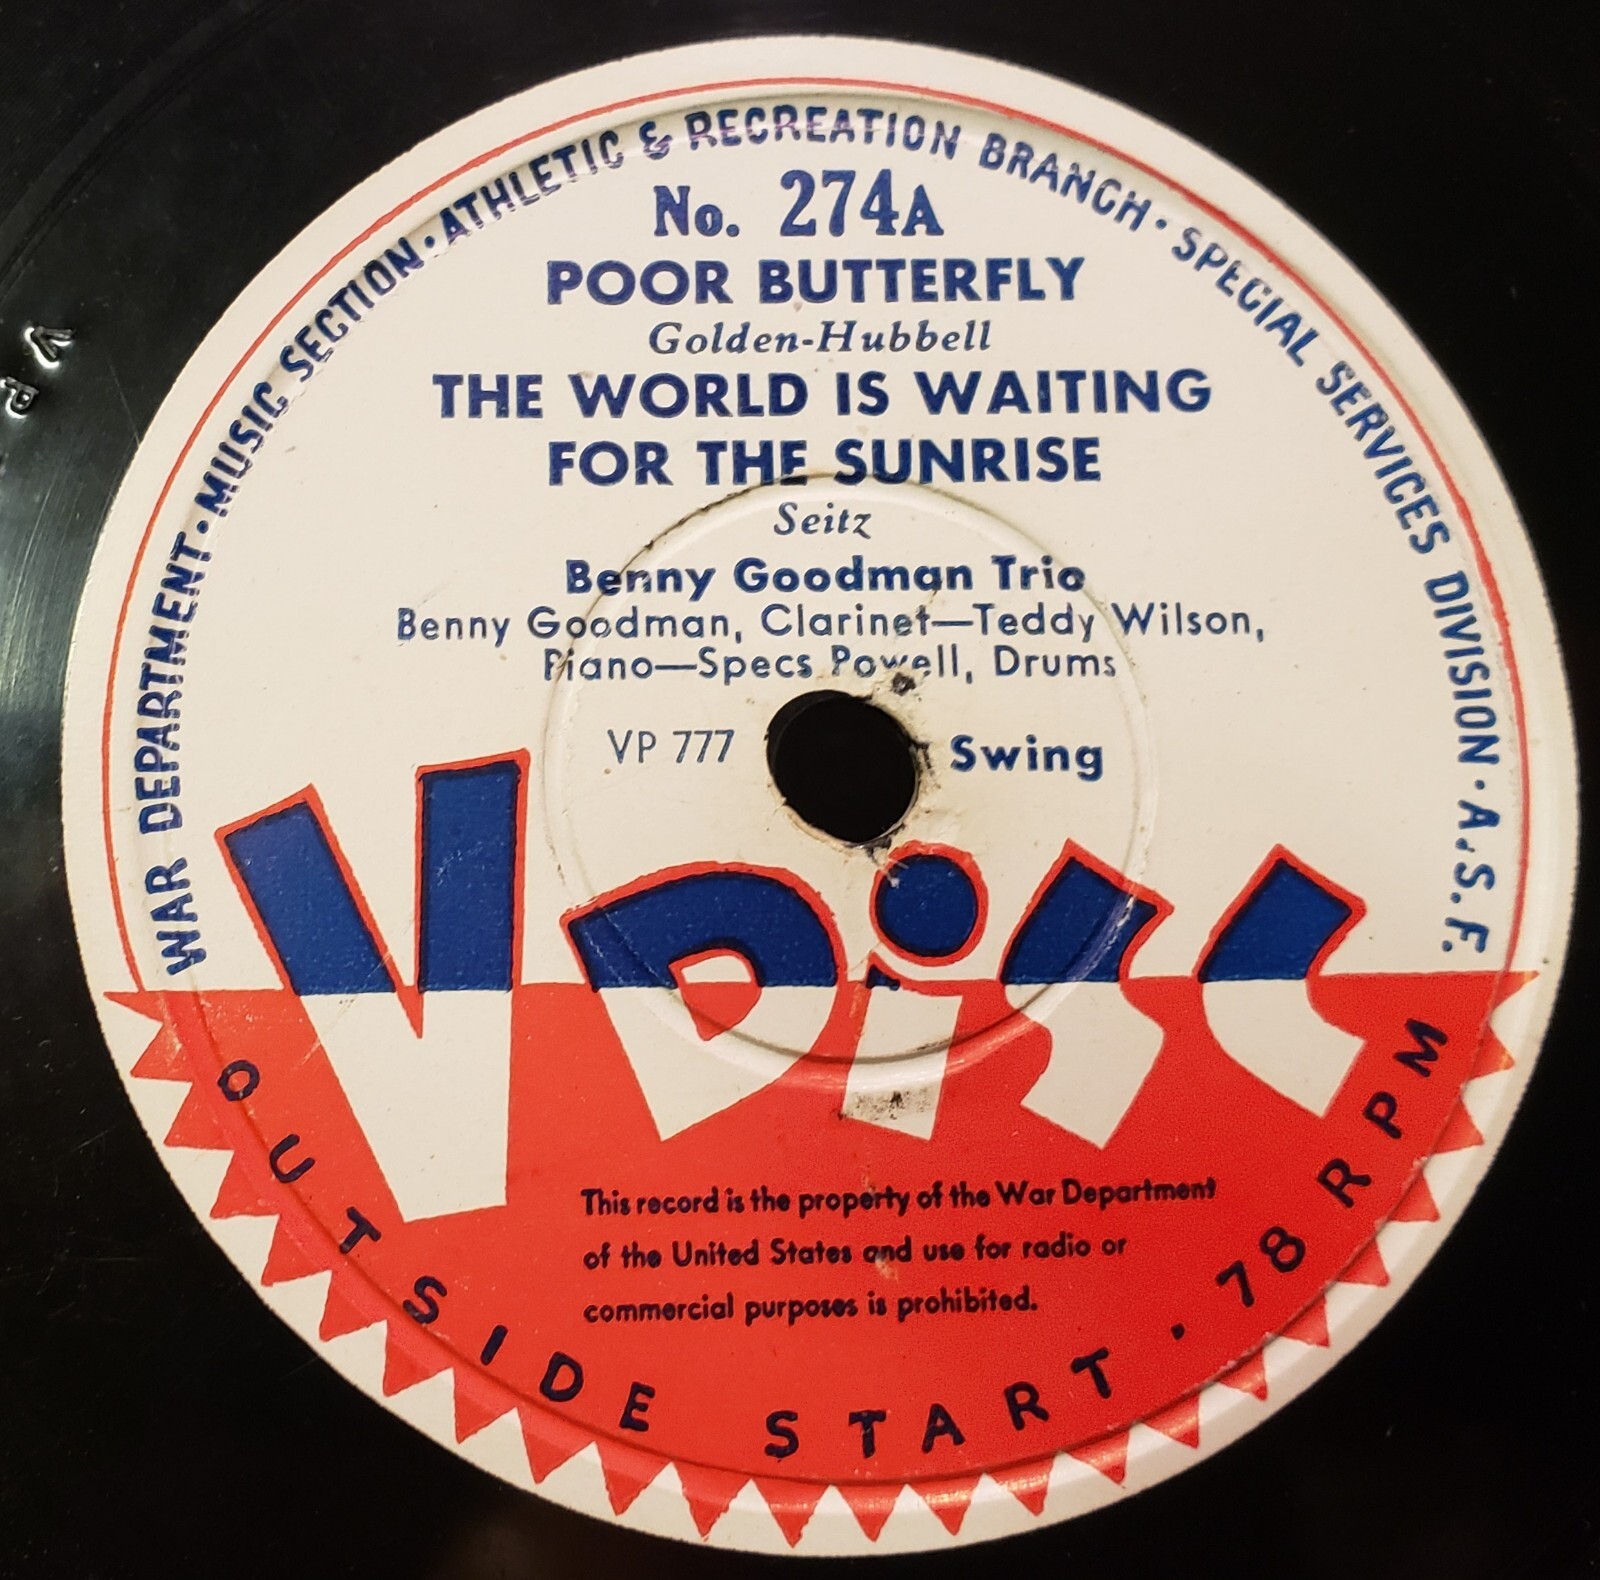 WAR DEPARTMENT · MUSIC SECTION · ATHLETIC & RECREATION BRANCH · SPECIAL SERVICES DIVISION · A.S.F.
No. 274A
POOR BUTTERFLY
Golden-Hubbell
THE WORLD IS WAITING
FOR THE SUNRISE
Seitz
Benny Goodman Trio
Benny Goodman, Clarinet—Teddy Wilson,
Piano—Specs Powell, Drums
VP 777
Swing
V DISC
This record is the property of the War Department
of the United States and use for radio or
commercial purposes is prohibited.
OUTSIDE START · 78 RPM
V P